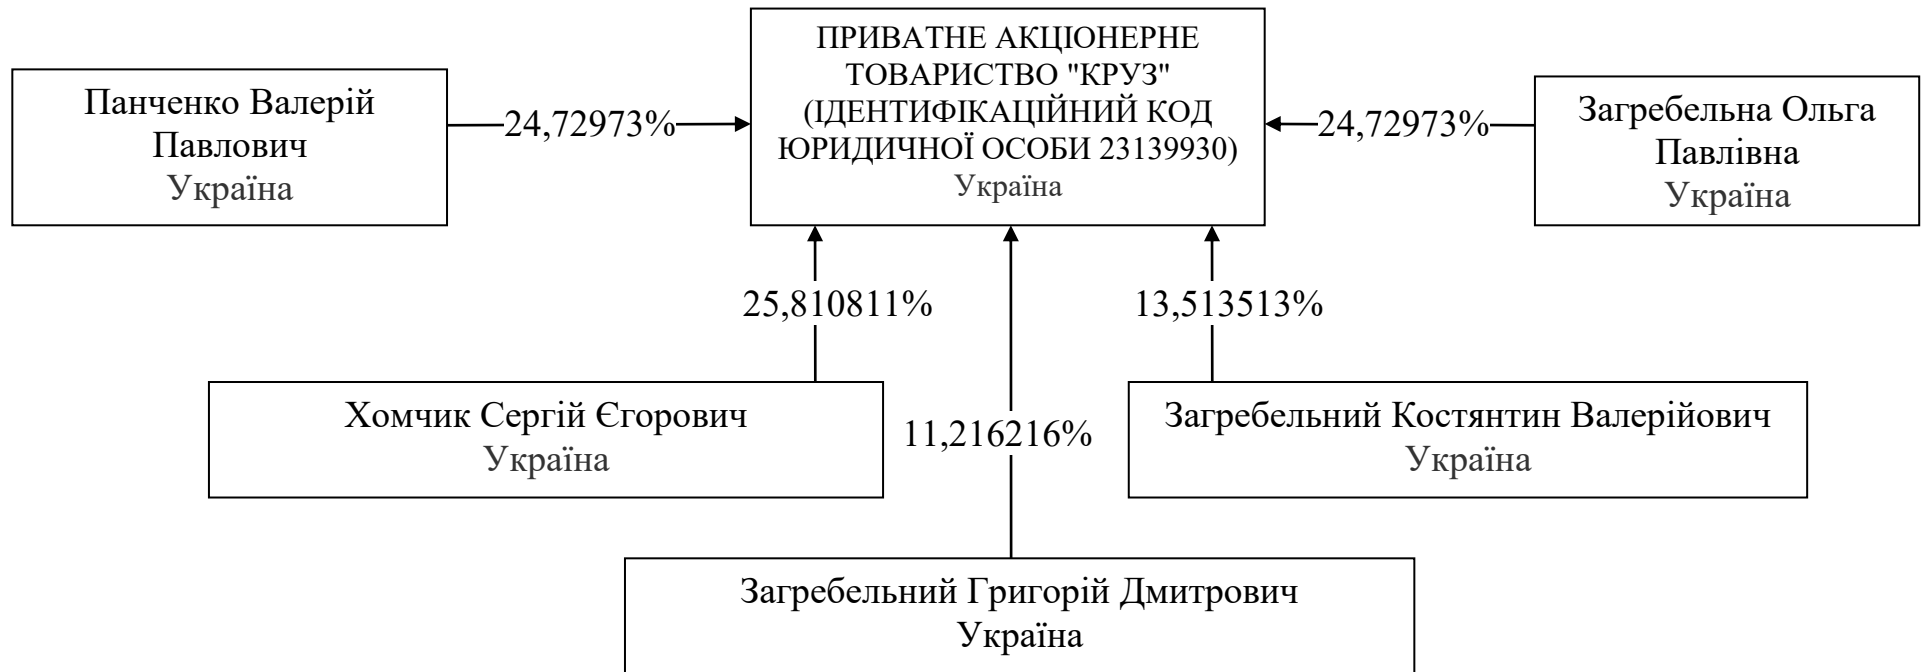 ПРИВАТНЕ АКЦІОНЕРНЕ
ТОВАРИСТВО "КРУЗ"
(ІДЕНТИФІКАЦІЙНИЙ КОД
ЮРИДИЧНОЇ ОСОБИ 23139930)
Україна
Панченко Валерій
Павлович
Україна
24,72973%
24,72973%
Загребельна Ольга
Павлівна
Україна
25,810811%
13,513513%
Хомчик Сергій Єгорович
Україна
11,216216%
Загребельний Костянтин Валерійович
Україна
Загребельний Григорій Дмитрович
Україна